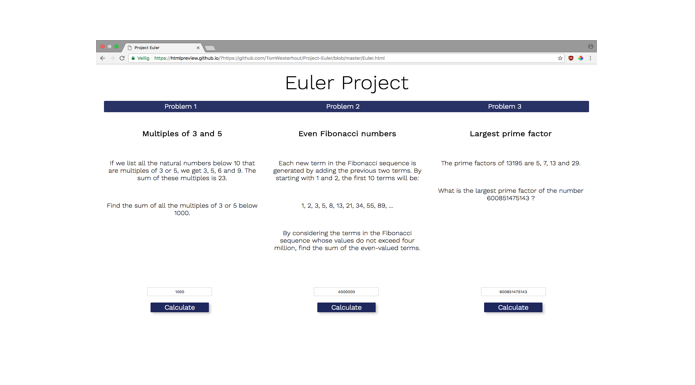 Project Euler
Veilig https://htmlpreview.github.io/?https://github.com/TomWesterhout/Project-Euler/blob/master/Euler.html
Euler Project
Problem 1
Problem 2
Problem 3
Multiples of 3 and 5
If we list all the natural numbers below 10 that
are multiples of 3 or 5, we get 3, 5, 6 and 9. The
sum of these multiples is 23.
Find the sum of all the multiples of 3 or 5 below
1000.
1000
Calculate
Even Fibonacci numbers
Each new term in the Fibonacci sequence is
generated by adding the previous two terms. By
starting with 1 and 2, the first 10 terms will be:
1, 2, 3, 5, 8, 13, 21, 34, 55, 89, ...
By considering the terms in the Fibonacci
sequence whose values do not exceed four
million, find the sum of the even-valued terms.
4000000
Calculate
Largest prime factor
The prime factors of 13195 are 5, 7, 13 and 29.
What is the largest prime factor of the number
600851475143 ?
600851475143
Calculate